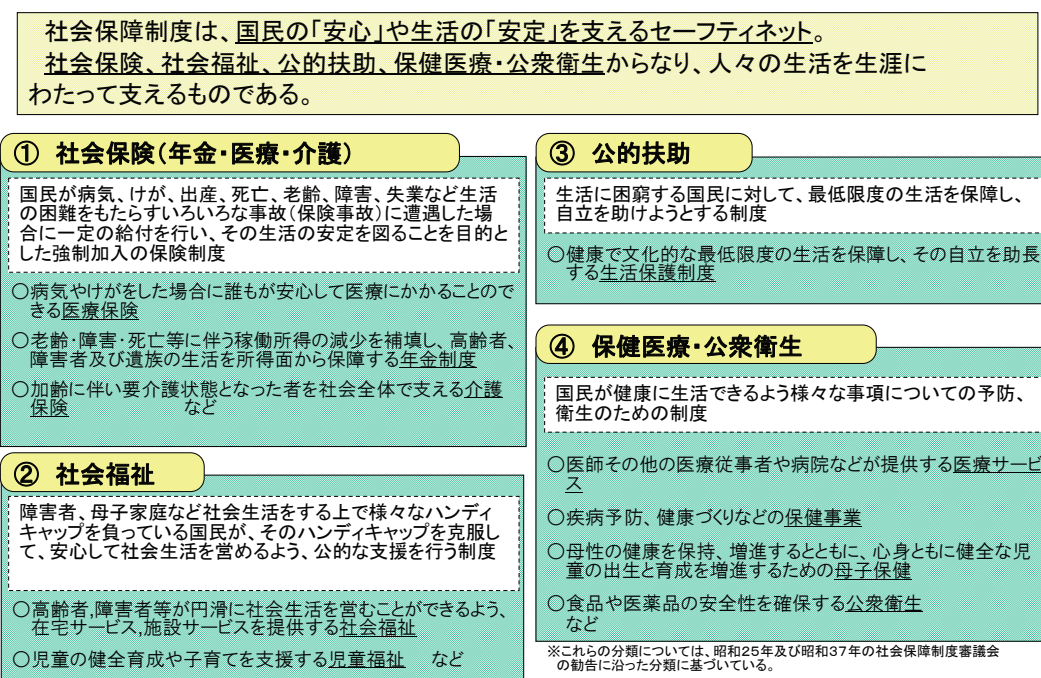 社会保障制度は、国民の「安心」や生活の「安定」を支えるセーフティネット。
社会保険、社会福祉、公的扶助、保健医療・公衆衛生からなり、人々の生活を生涯に
わたって支えるものである。
① 社会保険(年金・医療・介護)
国民が病気、けが、出産、死亡、老齢、障害、失業など生活
の困難をもたらすいろいろな事故(保険事故)に遭遇した場
合に一定の給付を行い、その生活の安定を図ることを目的と
した強制加入の保険制度
○病気やけがをした場合に誰もが安心して医療にかかることので
きる医療保険
○老齢・障害・死亡等に伴う稼働所得の減少を補填し、高齢者、
障害者及び遺族の生活を所得面から保障する年金制度
○加齢に伴い要介護状態となった者を社会全体で支える介護
保険 など
② 社会福祉
障害者、母子家庭など社会生活をする上で様々なハンディ
キャップを負っている国民が、そのハンディキャップを克服し
て、安心して社会生活を営めるよう、公的な支援を行う制度
○高齢者,障害者等が円滑に社会生活を営むことができるよう、
在宅サービス,施設サービスを提供する社会福祉
○児童の健全育成や子育てを支援する児童福祉 など
③ 公的扶助
生活に困窮する国民に対して、最低限度の生活を保障し、
自立を助けようとする制度
○健康で文化的な最低限度の生活を保障し、その自立を助長
する生活保護制度
④ 保健医療・公衆衛生
国民が健康に生活できるよう様々な事項についての予防、
衛生のための制度
○医師その他の医療従事者や病院などが提供する医療サービ
ス
○疾病予防、健康づくりなどの保健事業
○母性の健康を保持、増進するとともに、心身ともに健全な児
童の出生と育成を増進するための母子保健
○食品や医薬品の安全性を確保する公衆衛生
など
※これらの分類については、昭和25年及び昭和37年の社会保障制度審議会
の勧告に沿った分類に基づいている。